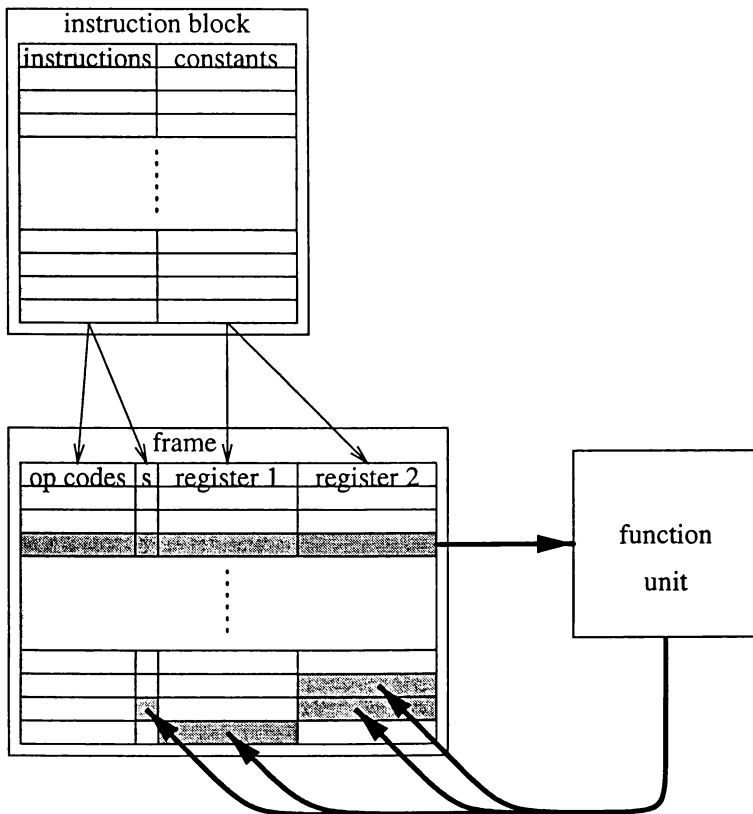 instruction block
instructions constants
frame
op codes s register 1 register 2
function
unit